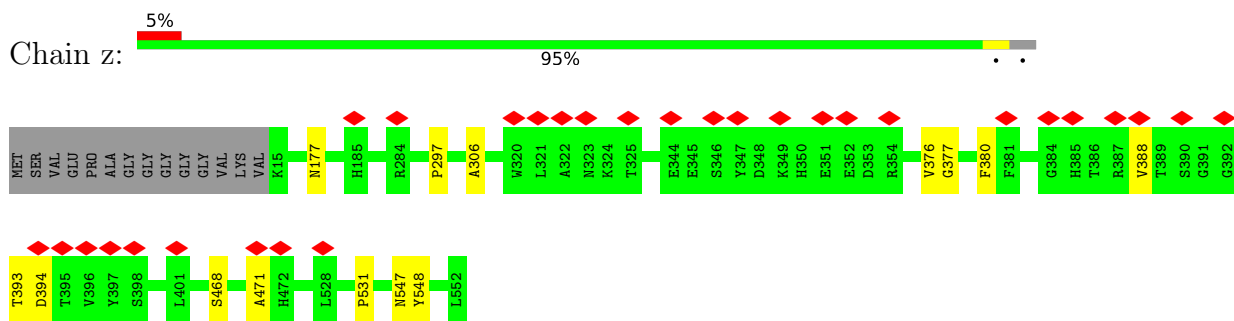 5%
Chain z:
95%
• •
MET SER VAL GLU PRO ALA GLY GLY GLY GLY GLY VAL LYS VAL K15 N177 H185 R284 P297 A306 W320 L321 A322 N323 K324 T325 E344 E345 S346 Y347 D348 K349 H350 E351 E352 D353 R354 V376 G377 F380 F381 G384 H385 T386 R387 V388 T389 S390 G391 G392
T393 D394 T395 V396 Y397 S398 L401 S468 A471 H472 L528 P531 N547 Y548 L552